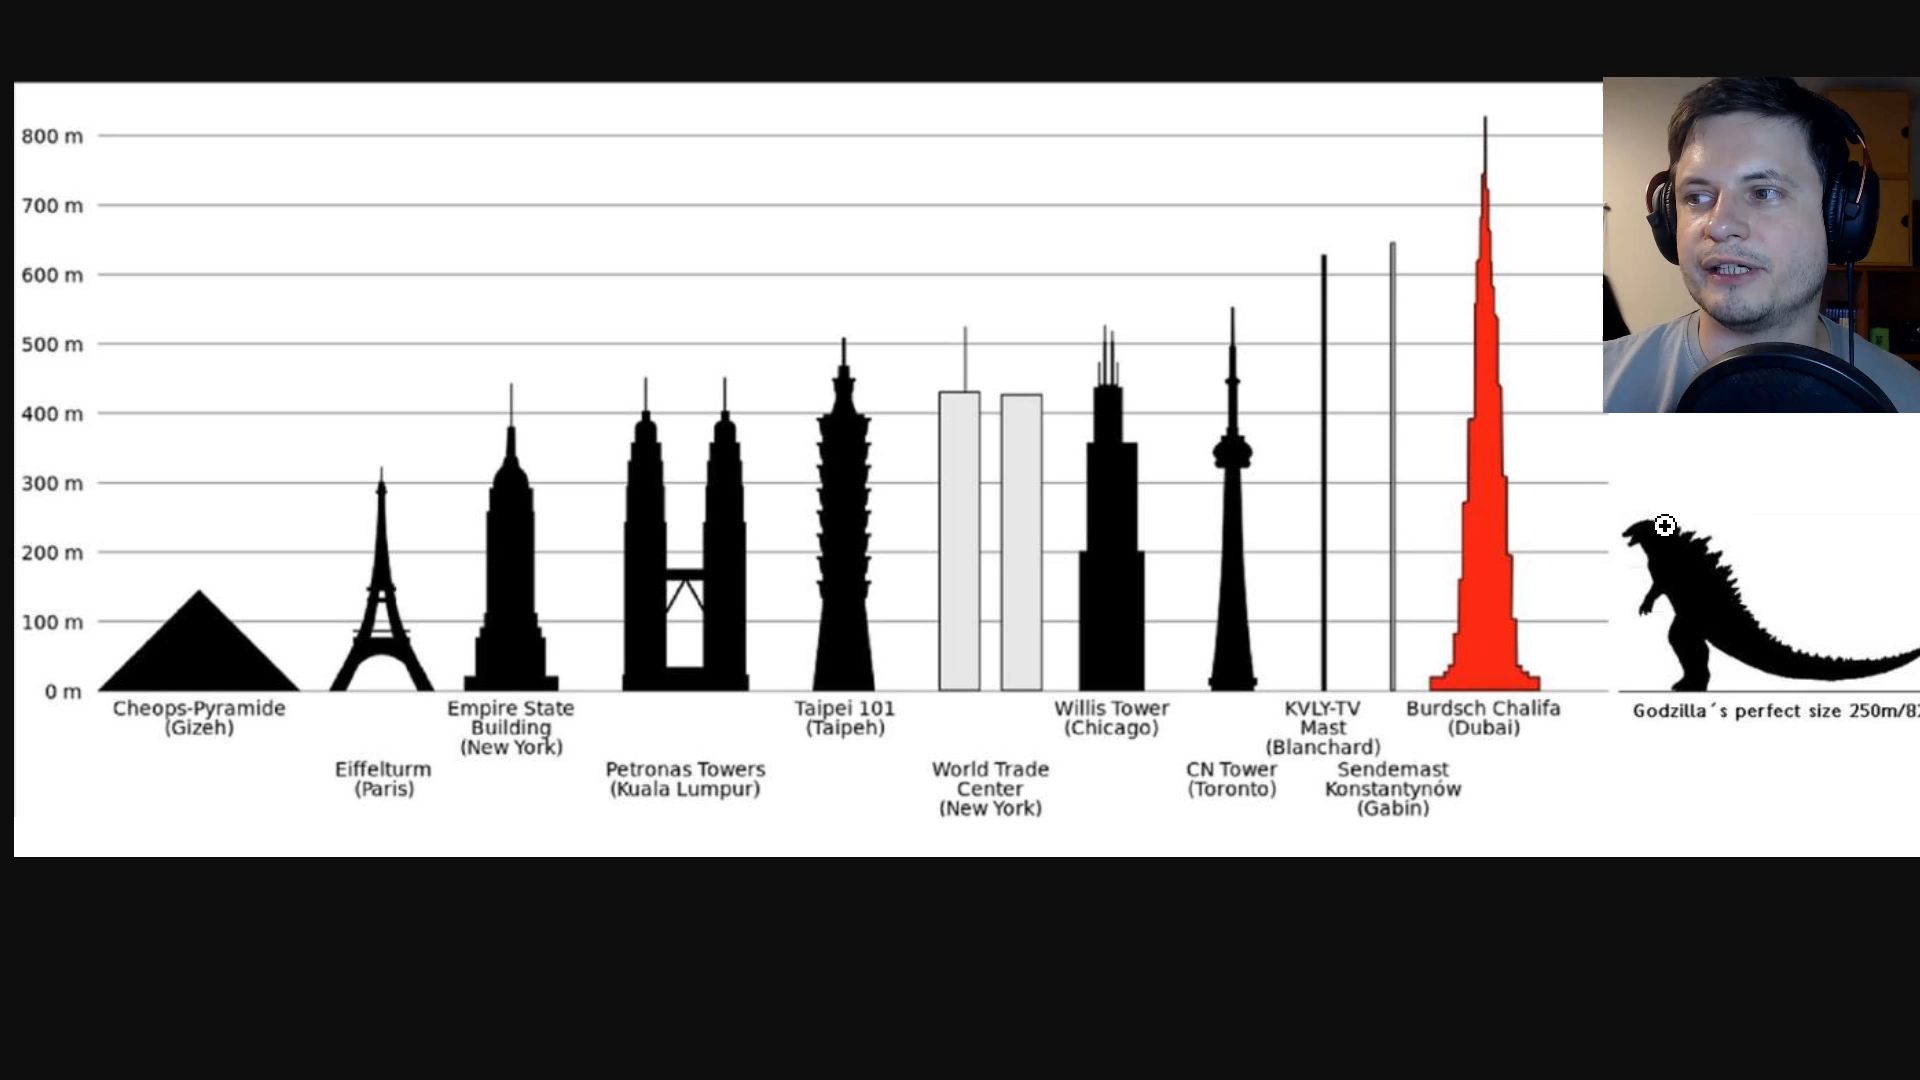 800 m
700 m
600 m
500 m
400 m
300 m
200 m
100 m
0 m
Cheops-Pyramide
(Gizeh)
Eiffelturm
(Paris)
Empire State
Building
(New York)
Petronas Towers
(Kuala Lumpur)
Taipei 101
(Taipeh)
World Trade
Center
(New York)
Willis Tower
(Chicago)
CN Tower
(Toronto)
KVLY-TV
Mast
(Blanchard)
Sendemast
Konstantynów
(Gabin)
Burdsch Chalifa
(Dubai)
Godzilla´s perfect size 250m/82